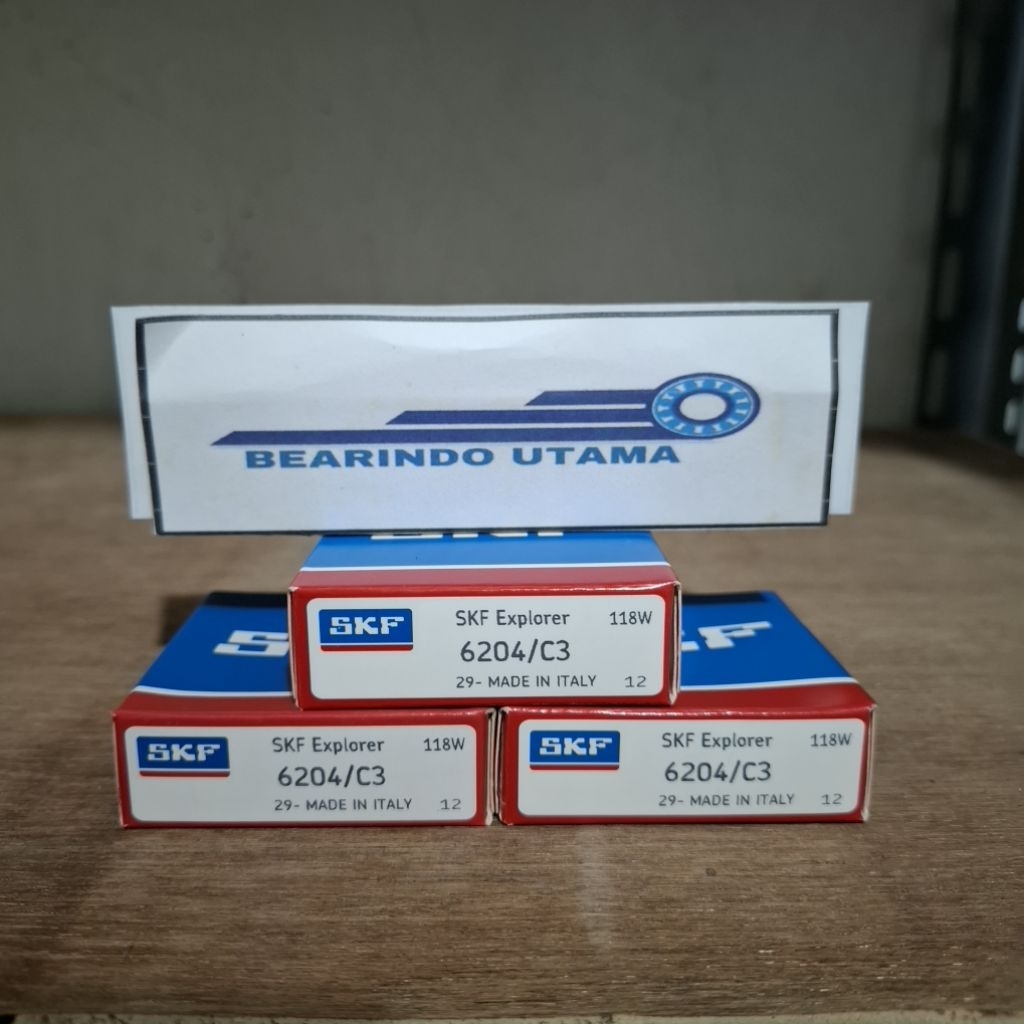 BEARINDO UTAMA
SKF
SKF
SKF Explorer 118W
6204/C3
29- MADE IN ITALY 12
SKF
SKF Explorer 118W
6204/C3
29- MADE IN ITALY 12
SKF
SKF Explorer 118W
6204/C3
29- MADE IN ITALY 12